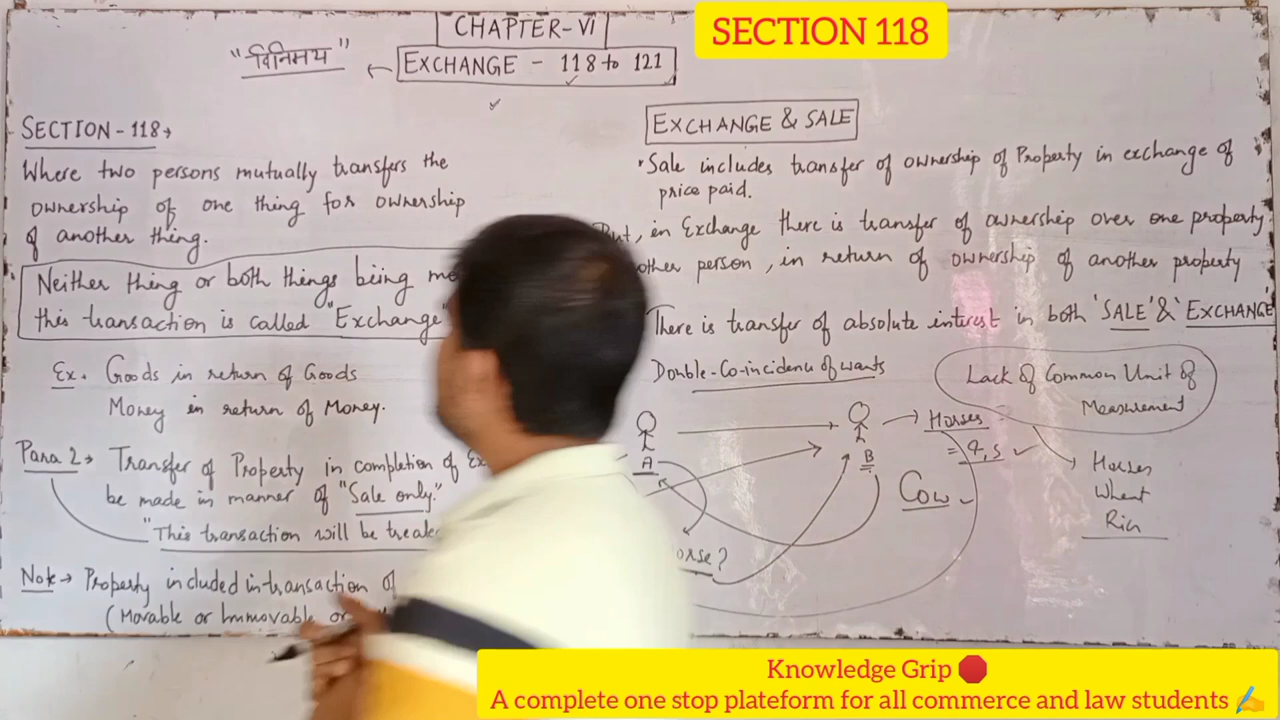 CHAPTER-VI
SECTION 118
"विनिमय"
EXCHANGE - 118 to 121
SECTION-118→
Where two persons mutually transfers the
ownership of one thing for ownership
of another thing.
Neither thing or both things being
this transaction is called "Exchange"
Ex. Goods in return of Goods
Money in return of Money.
Para 2→ Transfer of Property in completion of
be made in manner of "Sale only."
"This transaction will be
Note→ Property included in transaction of
(Movable or Immovable or
EXCHANGE & SALE
Sale includes transfer of ownership of Property in exchange of
price paid.
But, in Exchange there is transfer of ownership over one property
other person, in return of ownership of another property
There is transfer of absolute interest in both 'SALE' & 'EXCHANGE'
Double-Co-incidence of wants
Lack of Common Unit of
Measurement
A
B
Horses
= 4,5
Cow
Horses
Wheat
Knowledge Grip 🛑
A complete one stop plateform for all commerce and law students ✍️